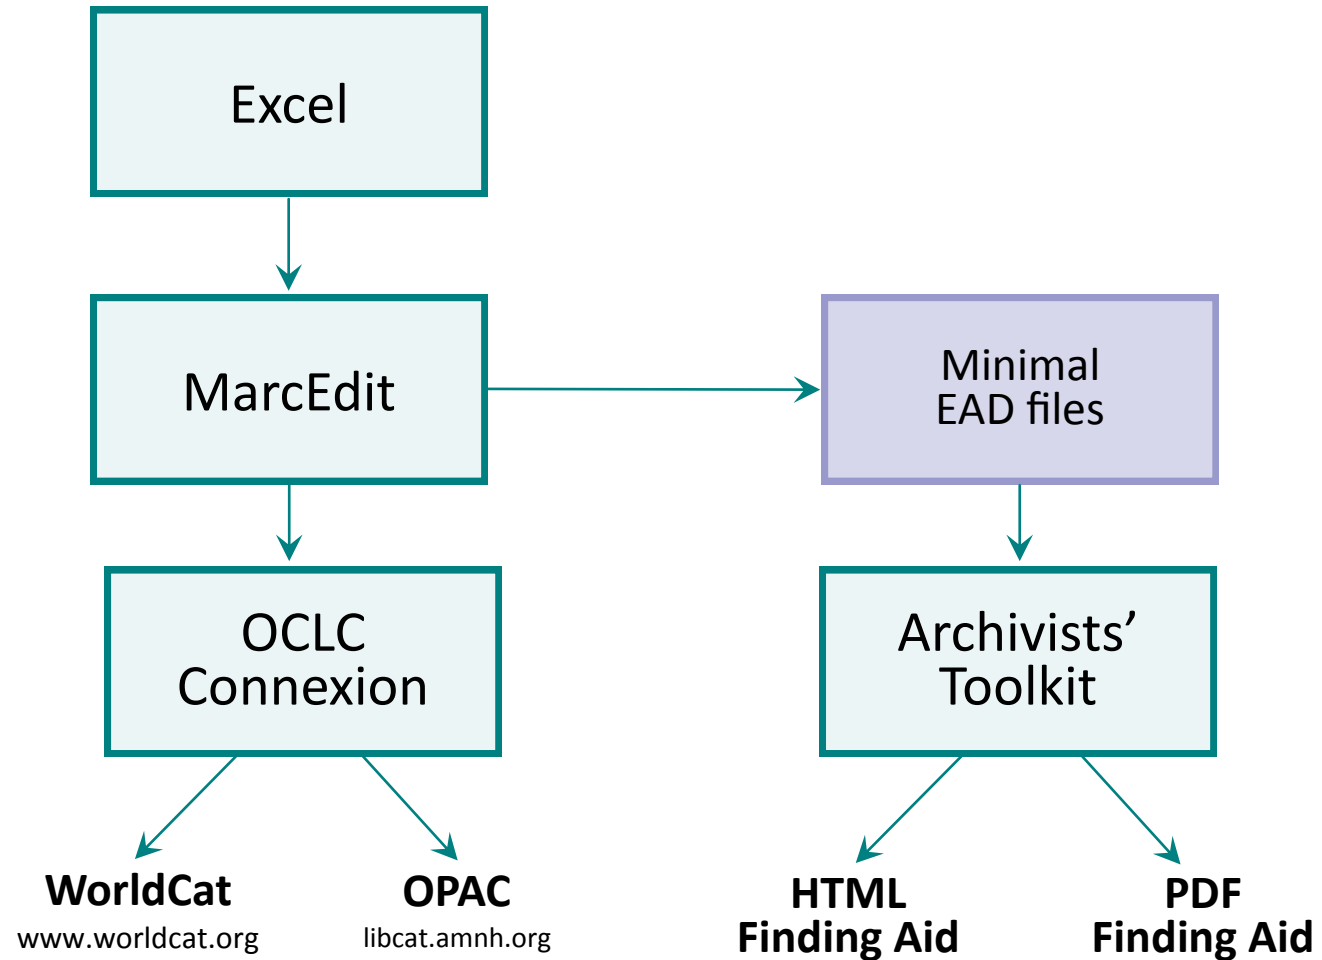 Excel
MarcEdit
Minimal
EAD files
OCLC
Connexion
Archivists’
Toolkit
WorldCat
www.worldcat.org
OPAC
libcat.amnh.org
HTML
Finding Aid
PDF
Finding Aid